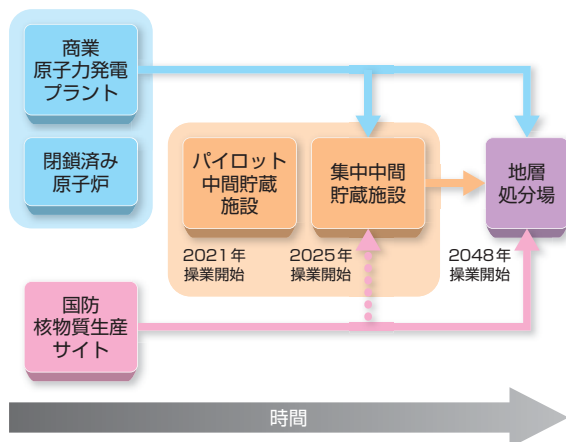 商業
原子力発電
プラント
閉鎖済み
原子炉
パイロット
中間貯蔵
施設
集中中間
貯蔵施設
地層
処分場
2021年
操業開始
2025年
操業開始
2048年
操業開始
国防
核物質生産
サイト
時間